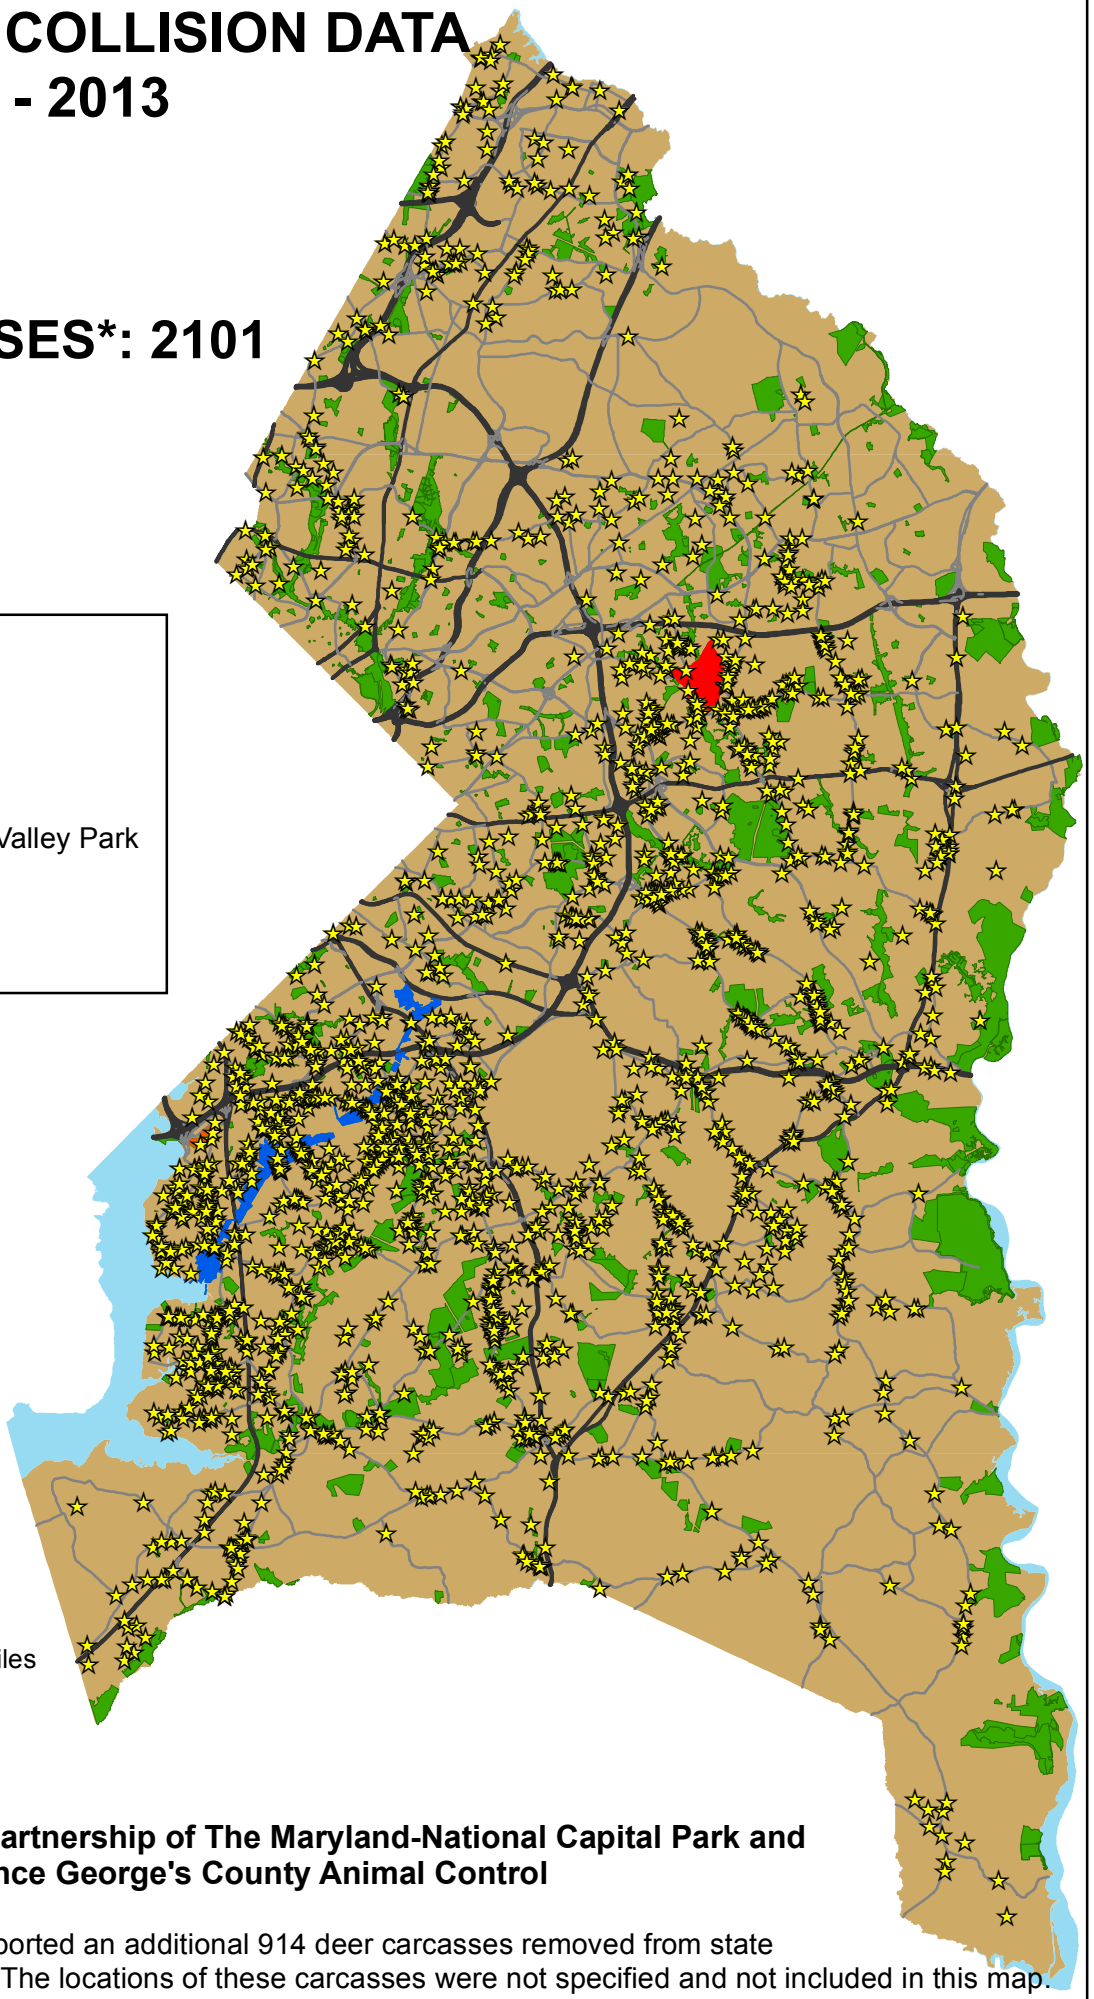 COLLISION DATA
- 2013
SES*: 2101
Valley Park
iles
artnership of The Maryland-National Capital Park and
nce George's County Animal Control
ported an additional 914 deer carcasses removed from state
The locations of these carcasses were not specified and not included in this map.